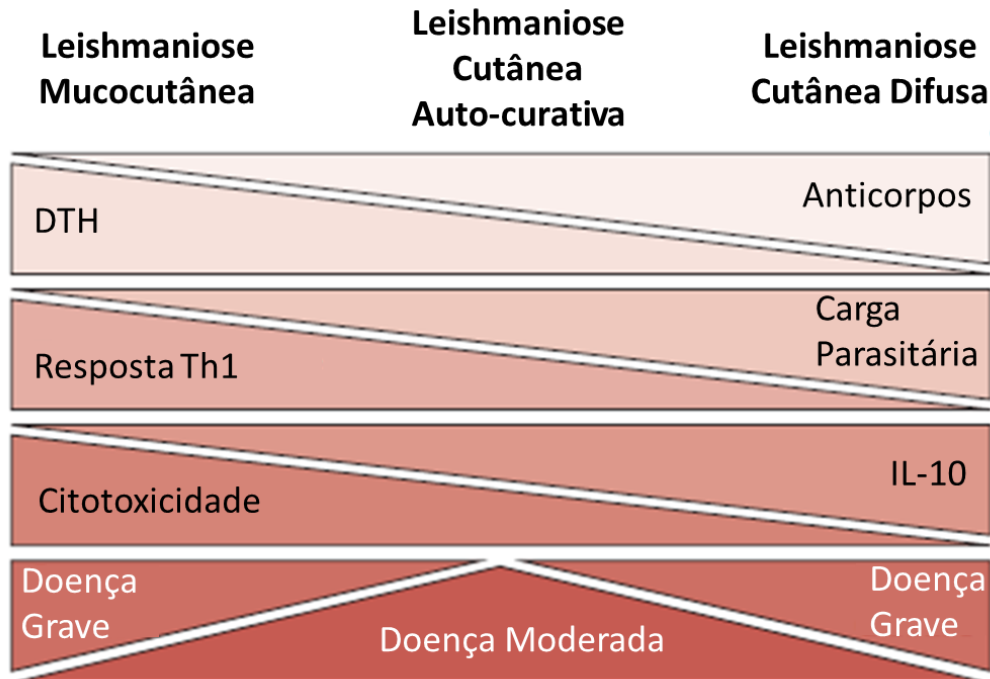 Leishmaniose
Mucocutânea
Leishmaniose
Cutânea
Auto-curativa
Leishmaniose
Cutânea Difusa
DTH
Anticorpos
Resposta Th1
Carga
Parasitária
Citotoxicidade
IL-10
Doença
Grave
Doença Moderada
Doença
Grave